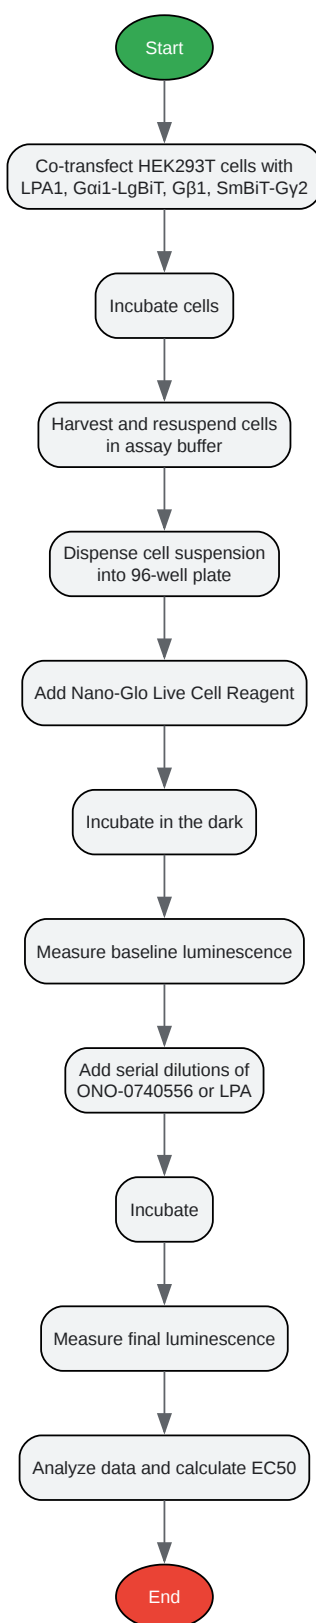 Start
Co-transfect HEK293T cells with
LPA1, Gαi1-LgBiT, Gβ1, SmBiT-Gγ2
Incubate cells
Harvest and resuspend cells
in assay buffer
Dispense cell suspension
into 96-well plate
Add Nano-Glo Live Cell Reagent
Incubate in the dark
Measure baseline luminescence
Add serial dilutions of
ONO-0740556 or LPA
Incubate
Measure final luminescence
Analyze data and calculate EC50
End